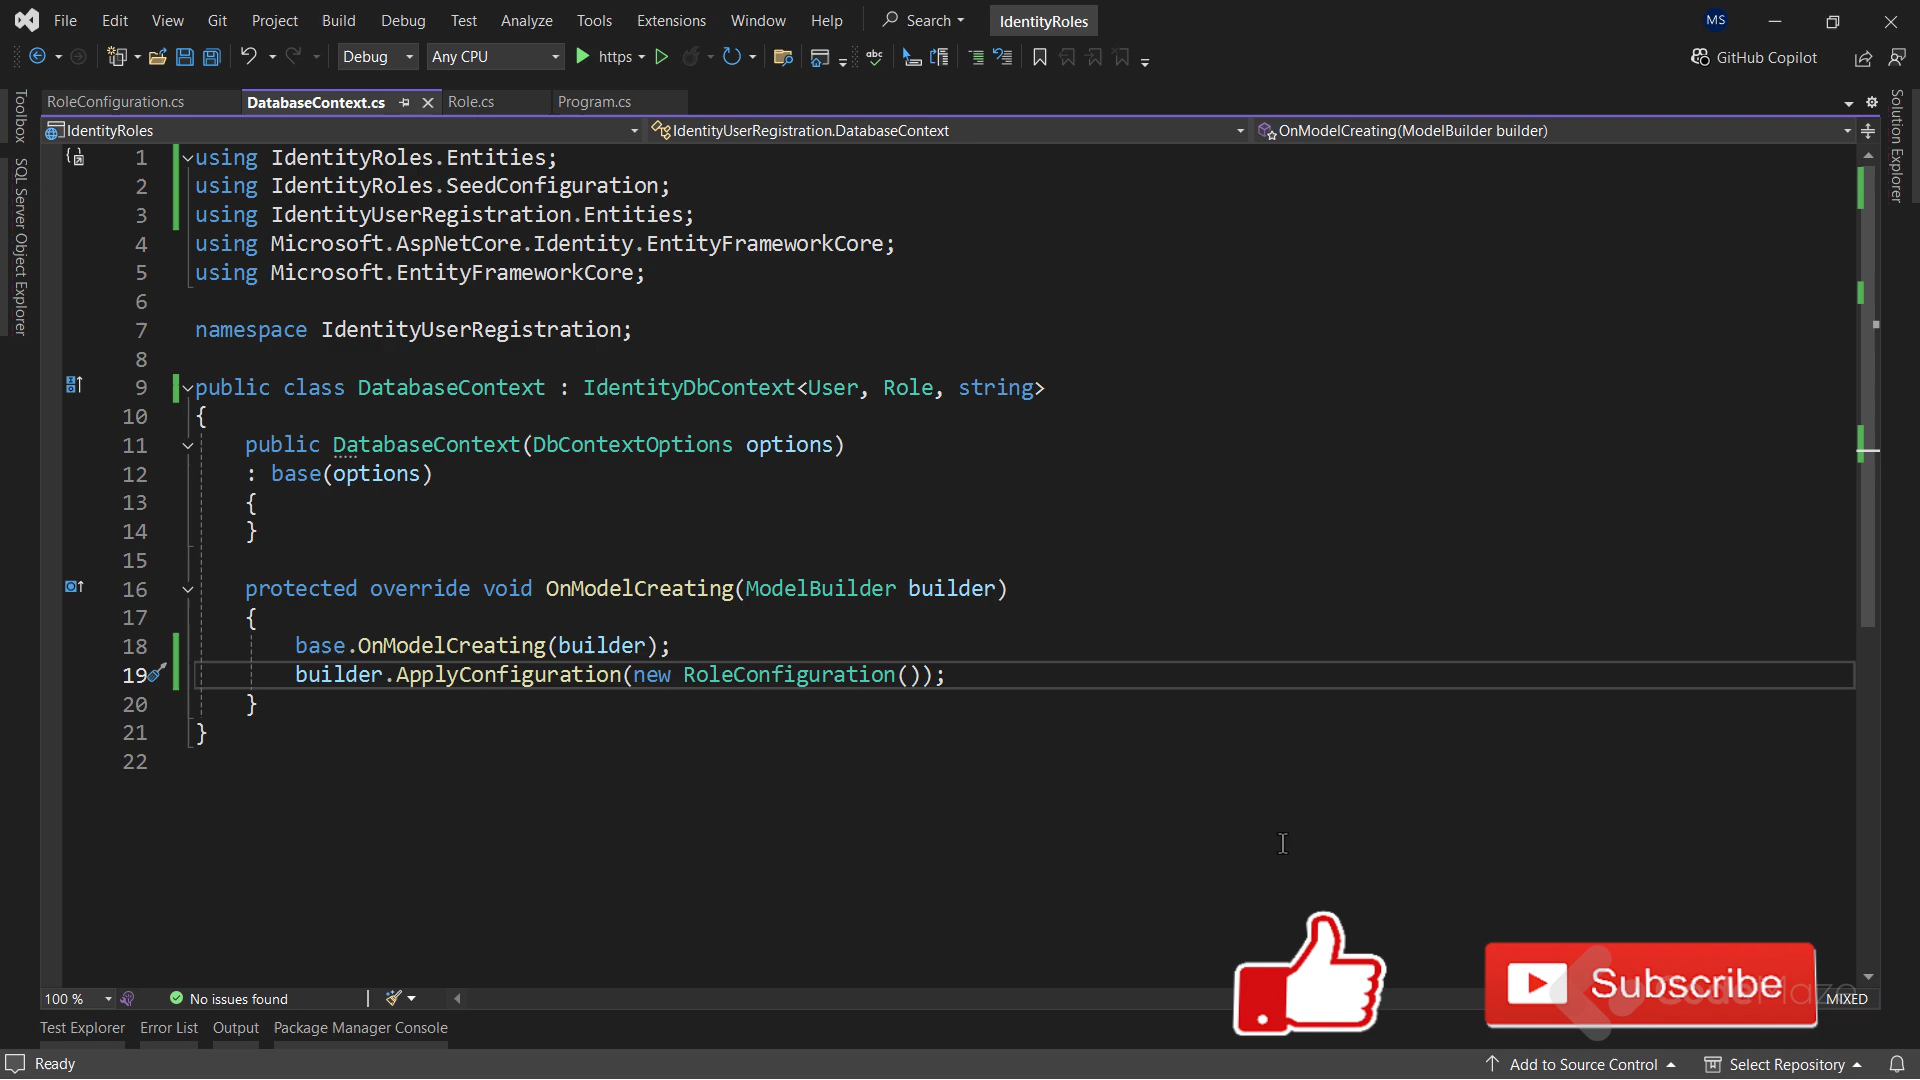 File Edit View Git Project Build Debug Test Analyze Tools Extensions Window Help Search IdentityRoles MS
Debug Any CPU https GitHub Copilot
RoleConfiguration.cs DatabaseContext.cs Role.cs Program.cs
IdentityRoles IdentityUserRegistration.DatabaseContext OnModelCreating(ModelBuilder builder)
Toolbox
SQL Server Object Explorer
Solution Explorer
1 using IdentityRoles.Entities;
2 using IdentityRoles.SeedConfiguration;
3 using IdentityUserRegistration.Entities;
4 using Microsoft.AspNetCore.Identity.EntityFrameworkCore;
5 using Microsoft.EntityFrameworkCore;
6
7 namespace IdentityUserRegistration;
8
9 public class DatabaseContext : IdentityDbContext<User, Role, string>
10 {
11 public DatabaseContext(DbContextOptions options)
12 : base(options)
13 {
14 }
15
16 protected override void OnModelCreating(ModelBuilder builder)
17 {
18 base.OnModelCreating(builder);
19 builder.ApplyConfiguration(new RoleConfiguration());
20 }
21 }
22
Subscribe
100 % No issues found MIXED
Test Explorer Error List Output Package Manager Console
Ready Add to Source Control Select Repository